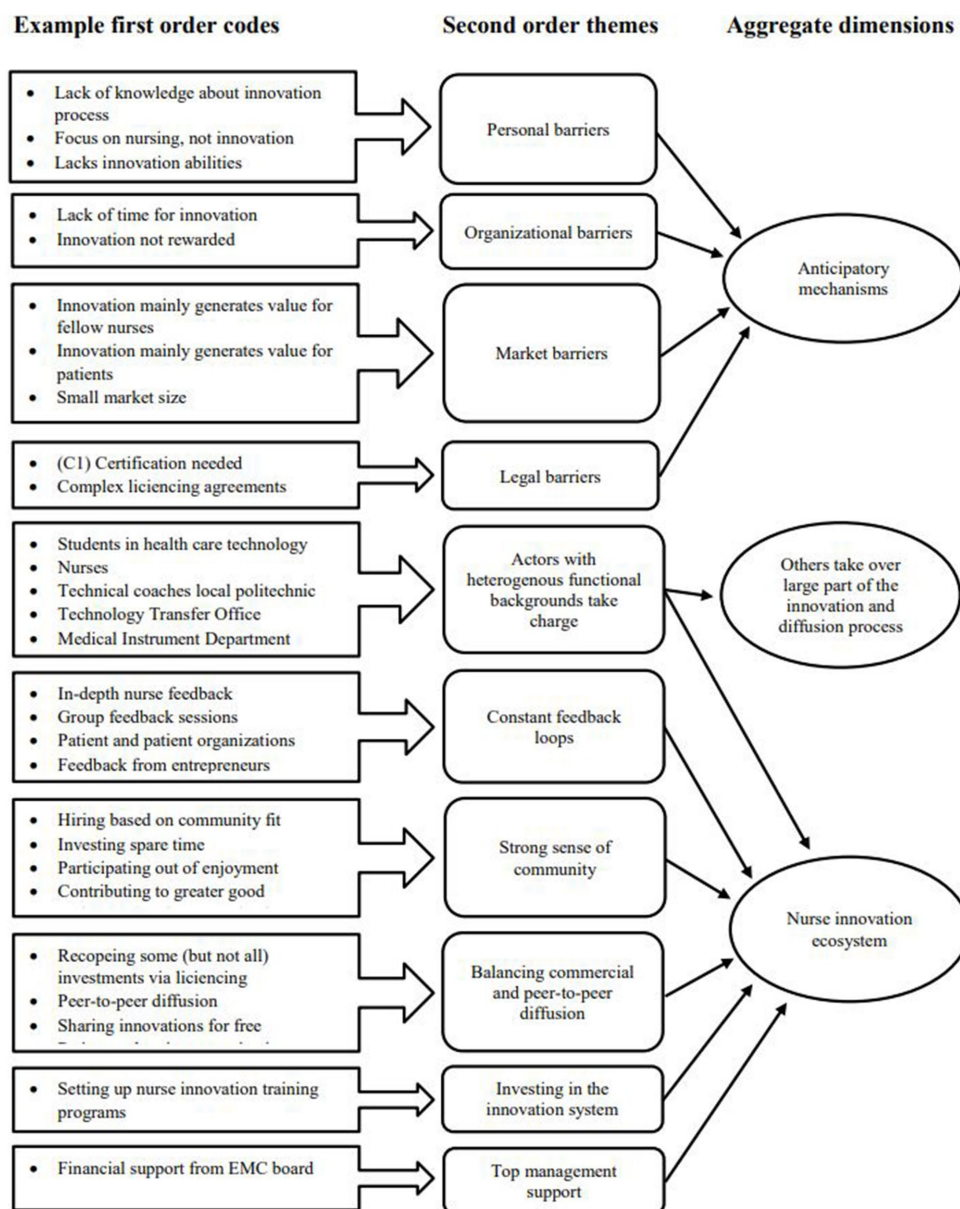 Example first order codes
Second order themes
Aggregate dimensions
• Lack of knowledge about innovation
process
• Focus on nursing, not innovation
• Lacks innovation abilities
Personal barriers
• Lack of time for innovation
• Innovation not rewarded
Organizational barriers
Anticipatory
mechanisms
• Innovation mainly generates value for
fellow nurses
• Innovation mainly generates value for
patients
• Small market size
Market barriers
• (C1) Certification needed
• Complex liciencing agreements
Legal barriers
• Students in health care technology
• Nurses
• Technical coaches local politechnic
• Technology Transfer Office
• Medical Instrument Department
Actors with
heterogenous functional
backgrounds take
charge
Others take over
large part of the
innovation and
diffusion process
• In-depth nurse feedback
• Group feedback sessions
• Patient and patient organizations
• Feedback from entrepreneurs
Constant feedback
loops
• Hiring based on community fit
• Investing spare time
• Participating out of enjoyment
• Contributing to greater good
Strong sense of
community
Nurse innovation
ecosystem
• Recopeing some (but not all)
investments via liciencing
• Peer-to-peer diffusion
• Sharing innovations for free
Balancing commercial
and peer-to-peer
diffusion
• Setting up nurse innovation training
programs
Investing in the
innovation system
• Financial support from EMC board
Top management
support